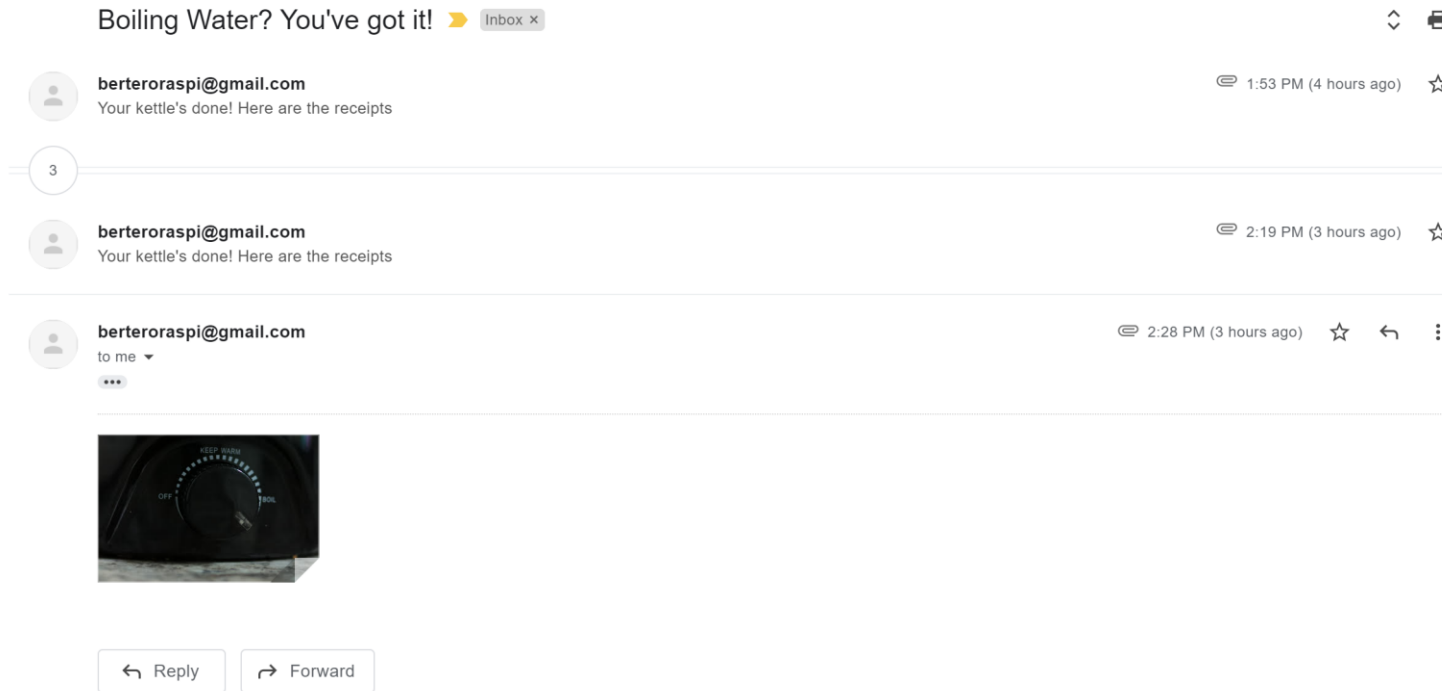 Boiling Water? You've got it! Inbox ×
berteroraspi@gmail.com 1:53 PM (4 hours ago)
Your kettle's done! Here are the receipts
3
berteroraspi@gmail.com 2:19 PM (3 hours ago)
Your kettle's done! Here are the receipts
berteroraspi@gmail.com 2:28 PM (3 hours ago)
to me
KEEP WARM
OFF BOIL
Reply Forward